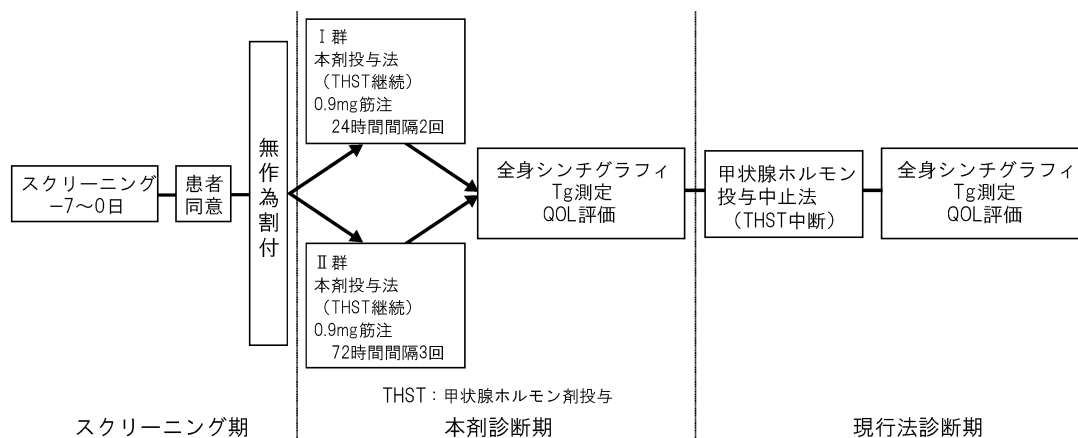 スクリーニング
−7〜0日
患者
同意
無作為割付
Ⅰ群
本剤投与法
（THST継続）
0.9mg筋注
24時間間隔2回
Ⅱ群
本剤投与法
（THST継続）
0.9mg筋注
72時間間隔3回
全身シンチグラフィ
Tg測定
QOL評価
甲状腺ホルモン
投与中止法
（THST中断）
全身シンチグラフィ
Tg測定
QOL評価
THST：甲状腺ホルモン剤投与
スクリーニング期
本剤診断期
現行法診断期